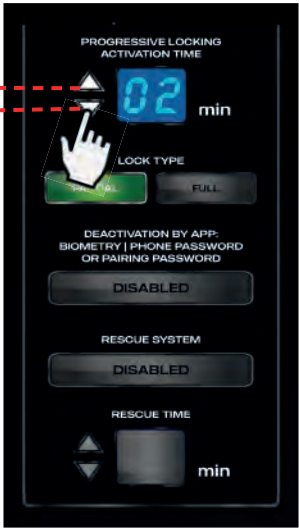 PROGRESSIVE LOCKING
ACTIVATION TIME
02 min
LOCK TYPE
PARTIAL FULL
DEACTIVATION BY APP:
BIOMETRY | PHONE PASSWORD
OR PAIRING PASSWORD
DISABLED
RESCUE SYSTEM
DISABLED
RESCUE TIME
min